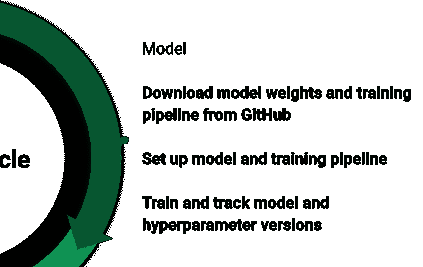 Model
Download model weights and training
pipeline from GitHub
cle
Set up model and training pipeline
Train and track model and
hyperparameter versions